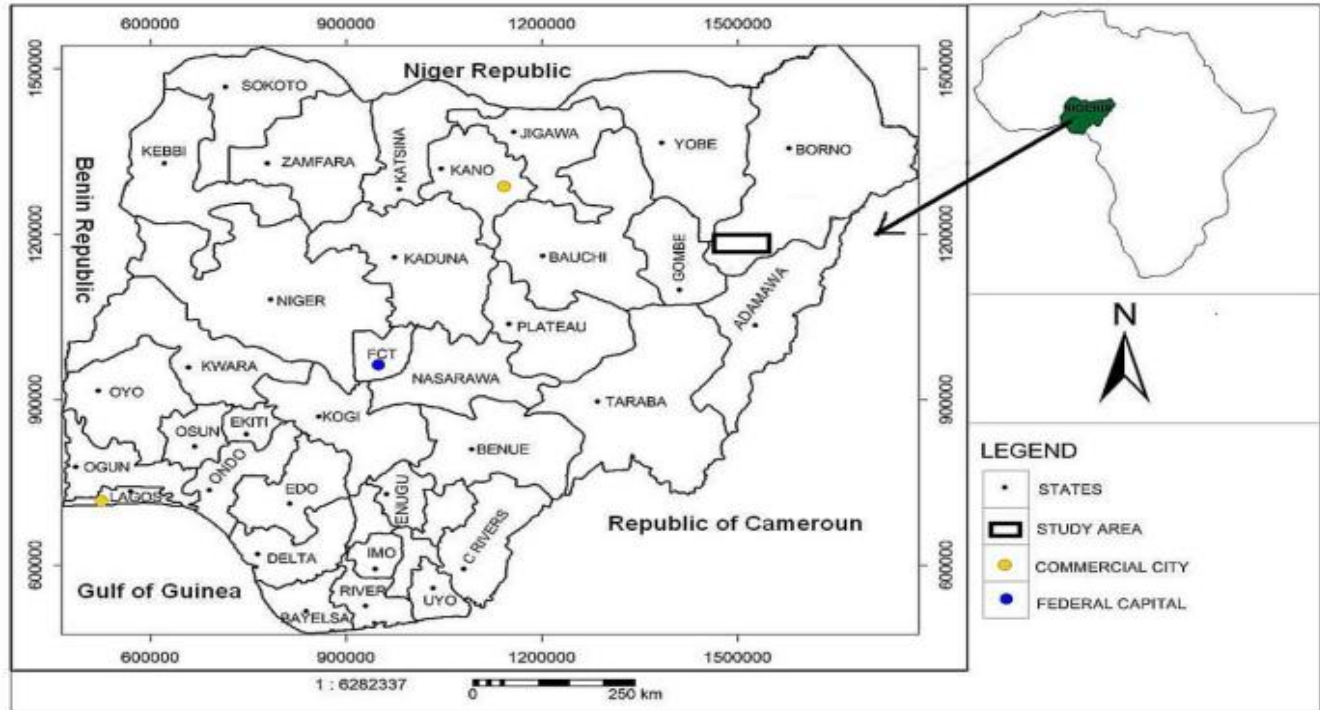 600000 900000 1200000 1500000
1500000
1200000
900000
600000
Niger Republic
Benin Republic
SOKOTO
KEBBI
ZAMFARA
KATSINA
KANO
JIGAWA
YOBE
BORNO
KADUNA
BAUCHI
GOMBE
ADAMAWA
NIGER
PLATEAU
FCT
NASARAWA
KWARA
OYO
KOGI
TARABA
OSUN
EKITI
BENUE
OGUN
ONDO
LAGOS
EDO
ENUGU
C RIVERS
Republic of Cameroun
DELTA
IMO
Gulf of Guinea
RIVER
UYO
BAYELSA
1500000
1200000
900000
600000
600000 900000 1200000 1500000
1 : 6282337
0 250 km
NIGERIA
N
LEGEND
STATES
STUDY AREA
COMMERCIAL CITY
FEDERAL CAPITAL